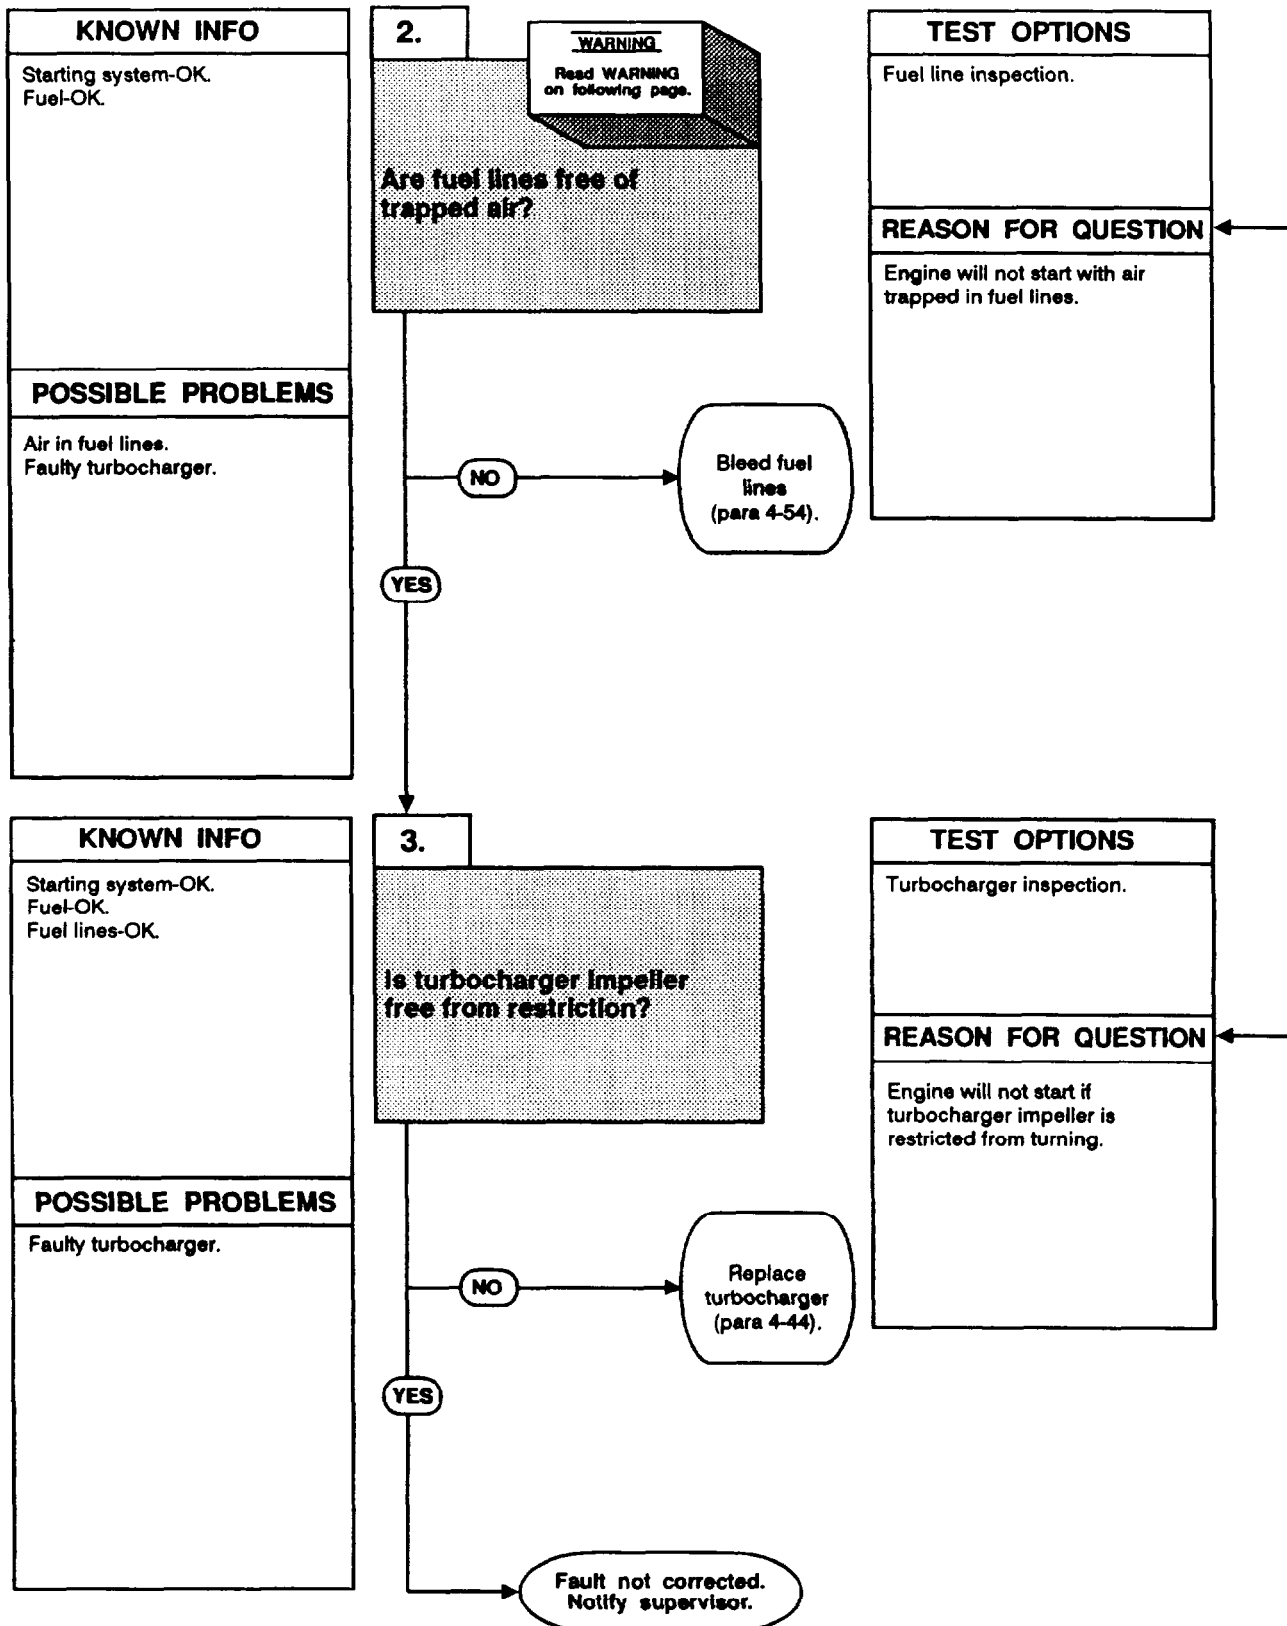 KNOWN INFO
Starting system-OK.
Fuel-OK.
POSSIBLE PROBLEMS
Air in fuel lines.
Faulty turbocharger.
2.
WARNING
Read WARNING
on following page.
Are fuel lines free of
trapped air?
NO
Bleed fuel
lines
(para 4-54).
YES
TEST OPTIONS
Fuel line inspection.
REASON FOR QUESTION
Engine will not start with air
trapped in fuel lines.
KNOWN INFO
Starting system-OK.
Fuel-OK.
Fuel lines-OK.
POSSIBLE PROBLEMS
Faulty turbocharger.
3.
Is turbocharger impeller
free from restriction?
NO
Replace
turbocharger
(para 4-44).
YES
Fault not corrected.
Notify supervisor.
TEST OPTIONS
Turbocharger inspection.
REASON FOR QUESTION
Engine will not start if
turbocharger impeller is
restricted from turning.